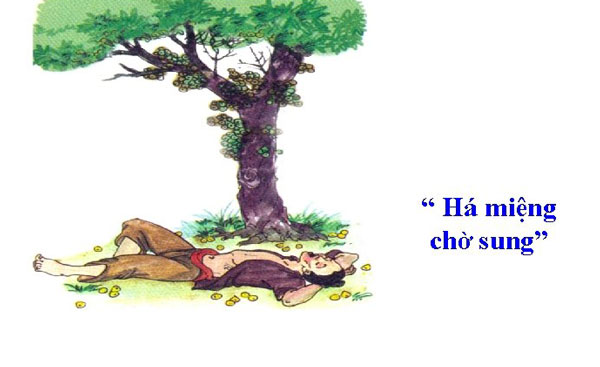 “ Há miệng
chờ sung”